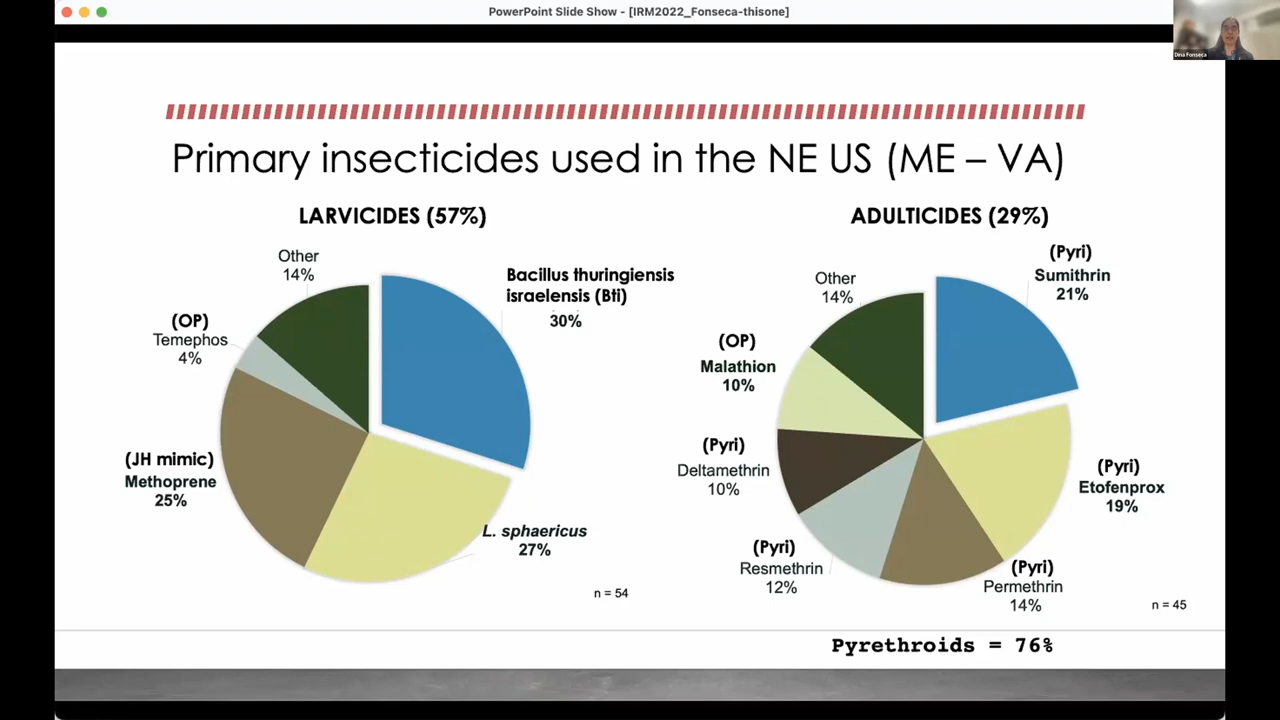 PowerPoint Slide Show - [IRM2022_Fonseca-thisone]
Dina Fonseca
Primary insecticides used in the NE US (ME – VA)
LARVICIDES (57%)
Other
14%
Bacillus thuringiensis
israelensis (Bti)
30%
(OP)
Temephos
4%
(JH mimic)
Methoprene
25%
L. sphaericus
27%
n = 54
ADULTICIDES (29%)
(Pyri)
Sumithrin
21%
Other
14%
(OP)
Malathion
10%
(Pyri)
Deltamethrin
10%
(Pyri)
Etofenprox
19%
(Pyri)
Resmethrin
12%
(Pyri)
Permethrin
14%
n = 45
Pyrethroids = 76%